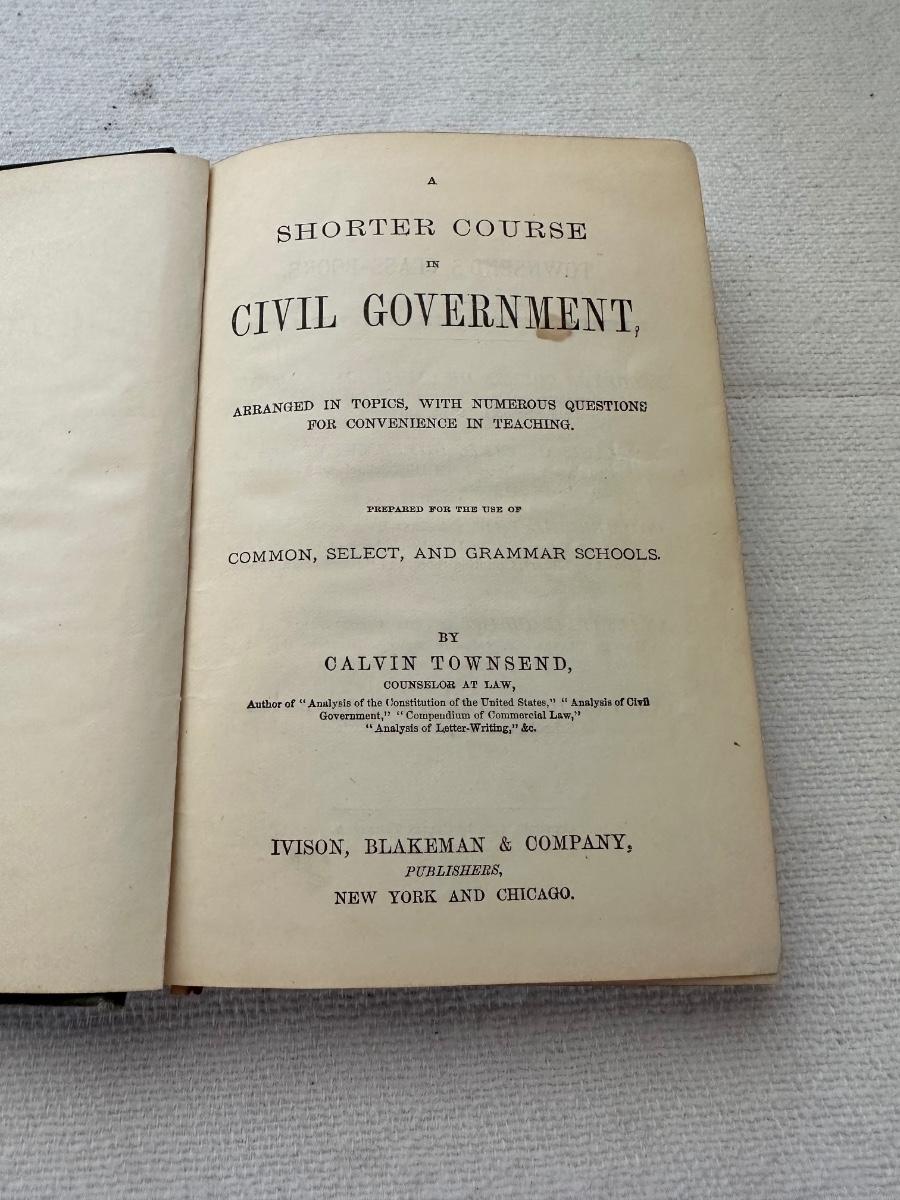 A
SHORTER COURSE
IN
CIVIL GOVERNMENT,
ARRANGED IN TOPICS, WITH NUMEROUS QUESTIONS
FOR CONVENIENCE IN TEACHING.
PREPARED FOR THE USE OF
COMMON, SELECT, AND GRAMMAR SCHOOLS.
BY
CALVIN TOWNSEND,
COUNSELOR AT LAW,
Author of "Analysis of the Constitution of the United States," "Analysis of Civil
Government," "Compendium of Commercial Law,"
"Analysis of Letter-Writing," &c.
IVISON, BLAKEMAN & COMPANY,
PUBLISHERS,
NEW YORK AND CHICAGO.